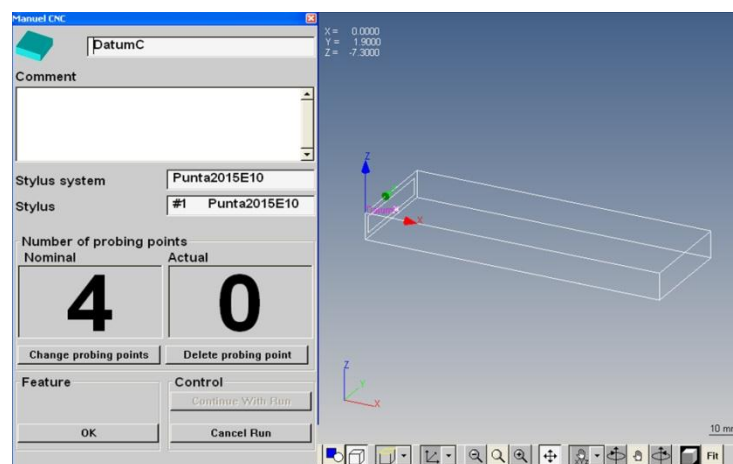 Manuel CNC
DatumC
Comment
Stylus system
Punta2015E10
Stylus
#1 Punta2015E10
Number of probing points
Nominal
Actual
4
0
Change probing points
Delete probing point
Feature
Control
Continue With Run
OK
Cancel Run
X = 0.0000
Y = 1.9000
Z = -7.3000
Z
X
Z
Y
X
10 mm
Fit